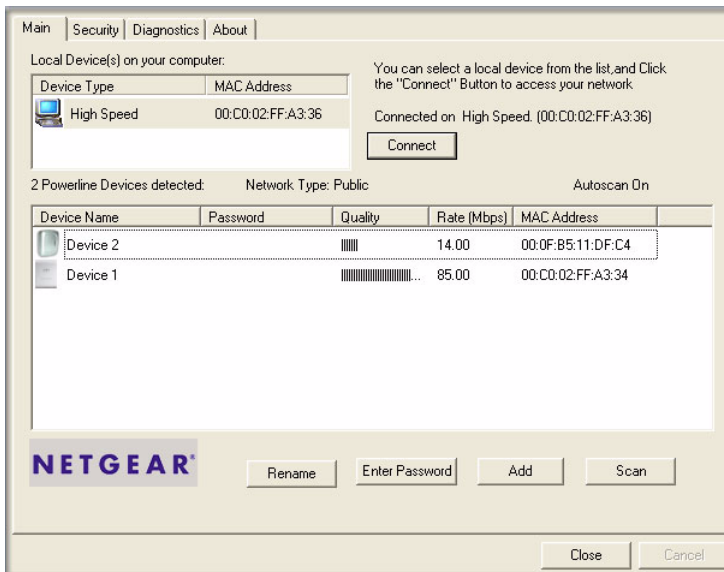 Main Security Diagnostics About
Local Device(s) on your computer:
Device Type MAC Address
High Speed 00:C0:02:FF:A3:36
You can select a local device from the list,and Click
the "Connect" Button to access your network
Connected on High Speed. (00:C0:02:FF:A3:36)
Connect
2 Powerline Devices detected: Network Type: Public Autoscan On
Device Name Password Quality Rate (Mbps) MAC Address
Device 2 14.00 00:0F:B5:11:DF:C4
Device 1 ... 85.00 00:C0:02:FF:A3:34
NETGEAR®
Rename Enter Password Add Scan
Close Cancel